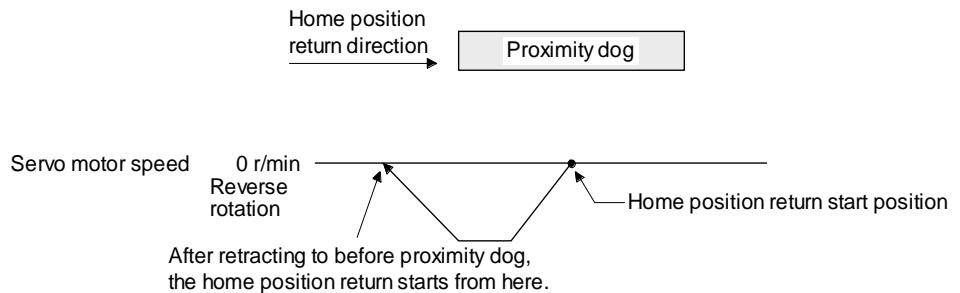 Home position
return direction
Proximity dog
Servo motor speed 0 r/min
Reverse
rotation
Home position return start position
After retracting to before proximity dog,
the home position return starts from here.